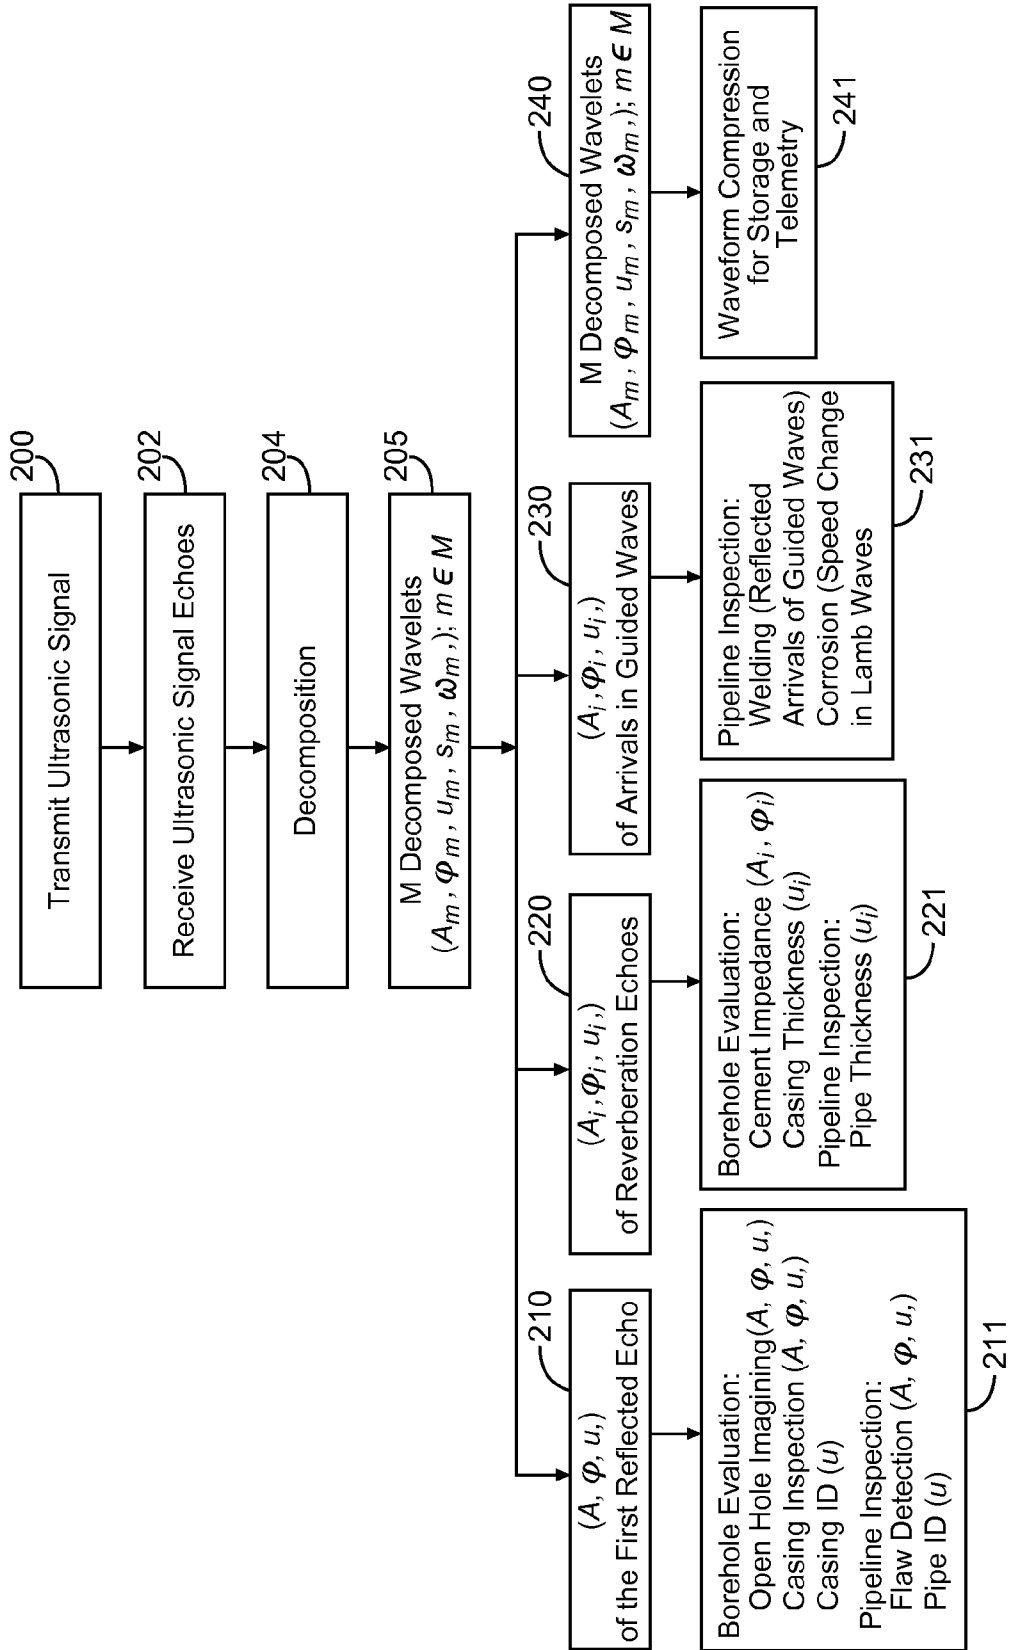 Transmit Ultrasonic Signal
200
Receive Ultrasonic Signal Echoes
202
Decomposition
204
M Decomposed Wavelets
(Am, φm, um, sm, ωm,); m ∈ M
205
(A, φ, u,)
of the First Reflected Echo
210
(Ai, φi, ui,)
of Reverberation Echoes
220
(Ai, φi, ui,)
of Arrivals in Guided Waves
230
M Decomposed Wavelets
(Am, φm, um, sm, ωm,); m ∈ M
240
Borehole Evaluation:
Open Hole Imagining(A, φ, u,)
Casing Inspection (A, φ, u,)
Casing ID (u)
Pipeline Inspection:
Flaw Detection (A, φ, u,)
Pipe ID (u)
211
Borehole Evaluation:
Cement Impedance (Ai, φi)
Casing Thickness (ui)
Pipeline Inspection:
Pipe Thickness (ui)
221
Pipeline Inspection:
Welding (Reflected
Arrivals of Guided Waves)
Corrosion (Speed Change
in Lamb Waves
231
Waveform Compression
for Storage and
Telemetry
241